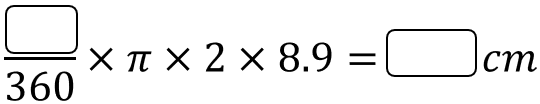 □/360 × π × 2 × 8.9 = □ cm